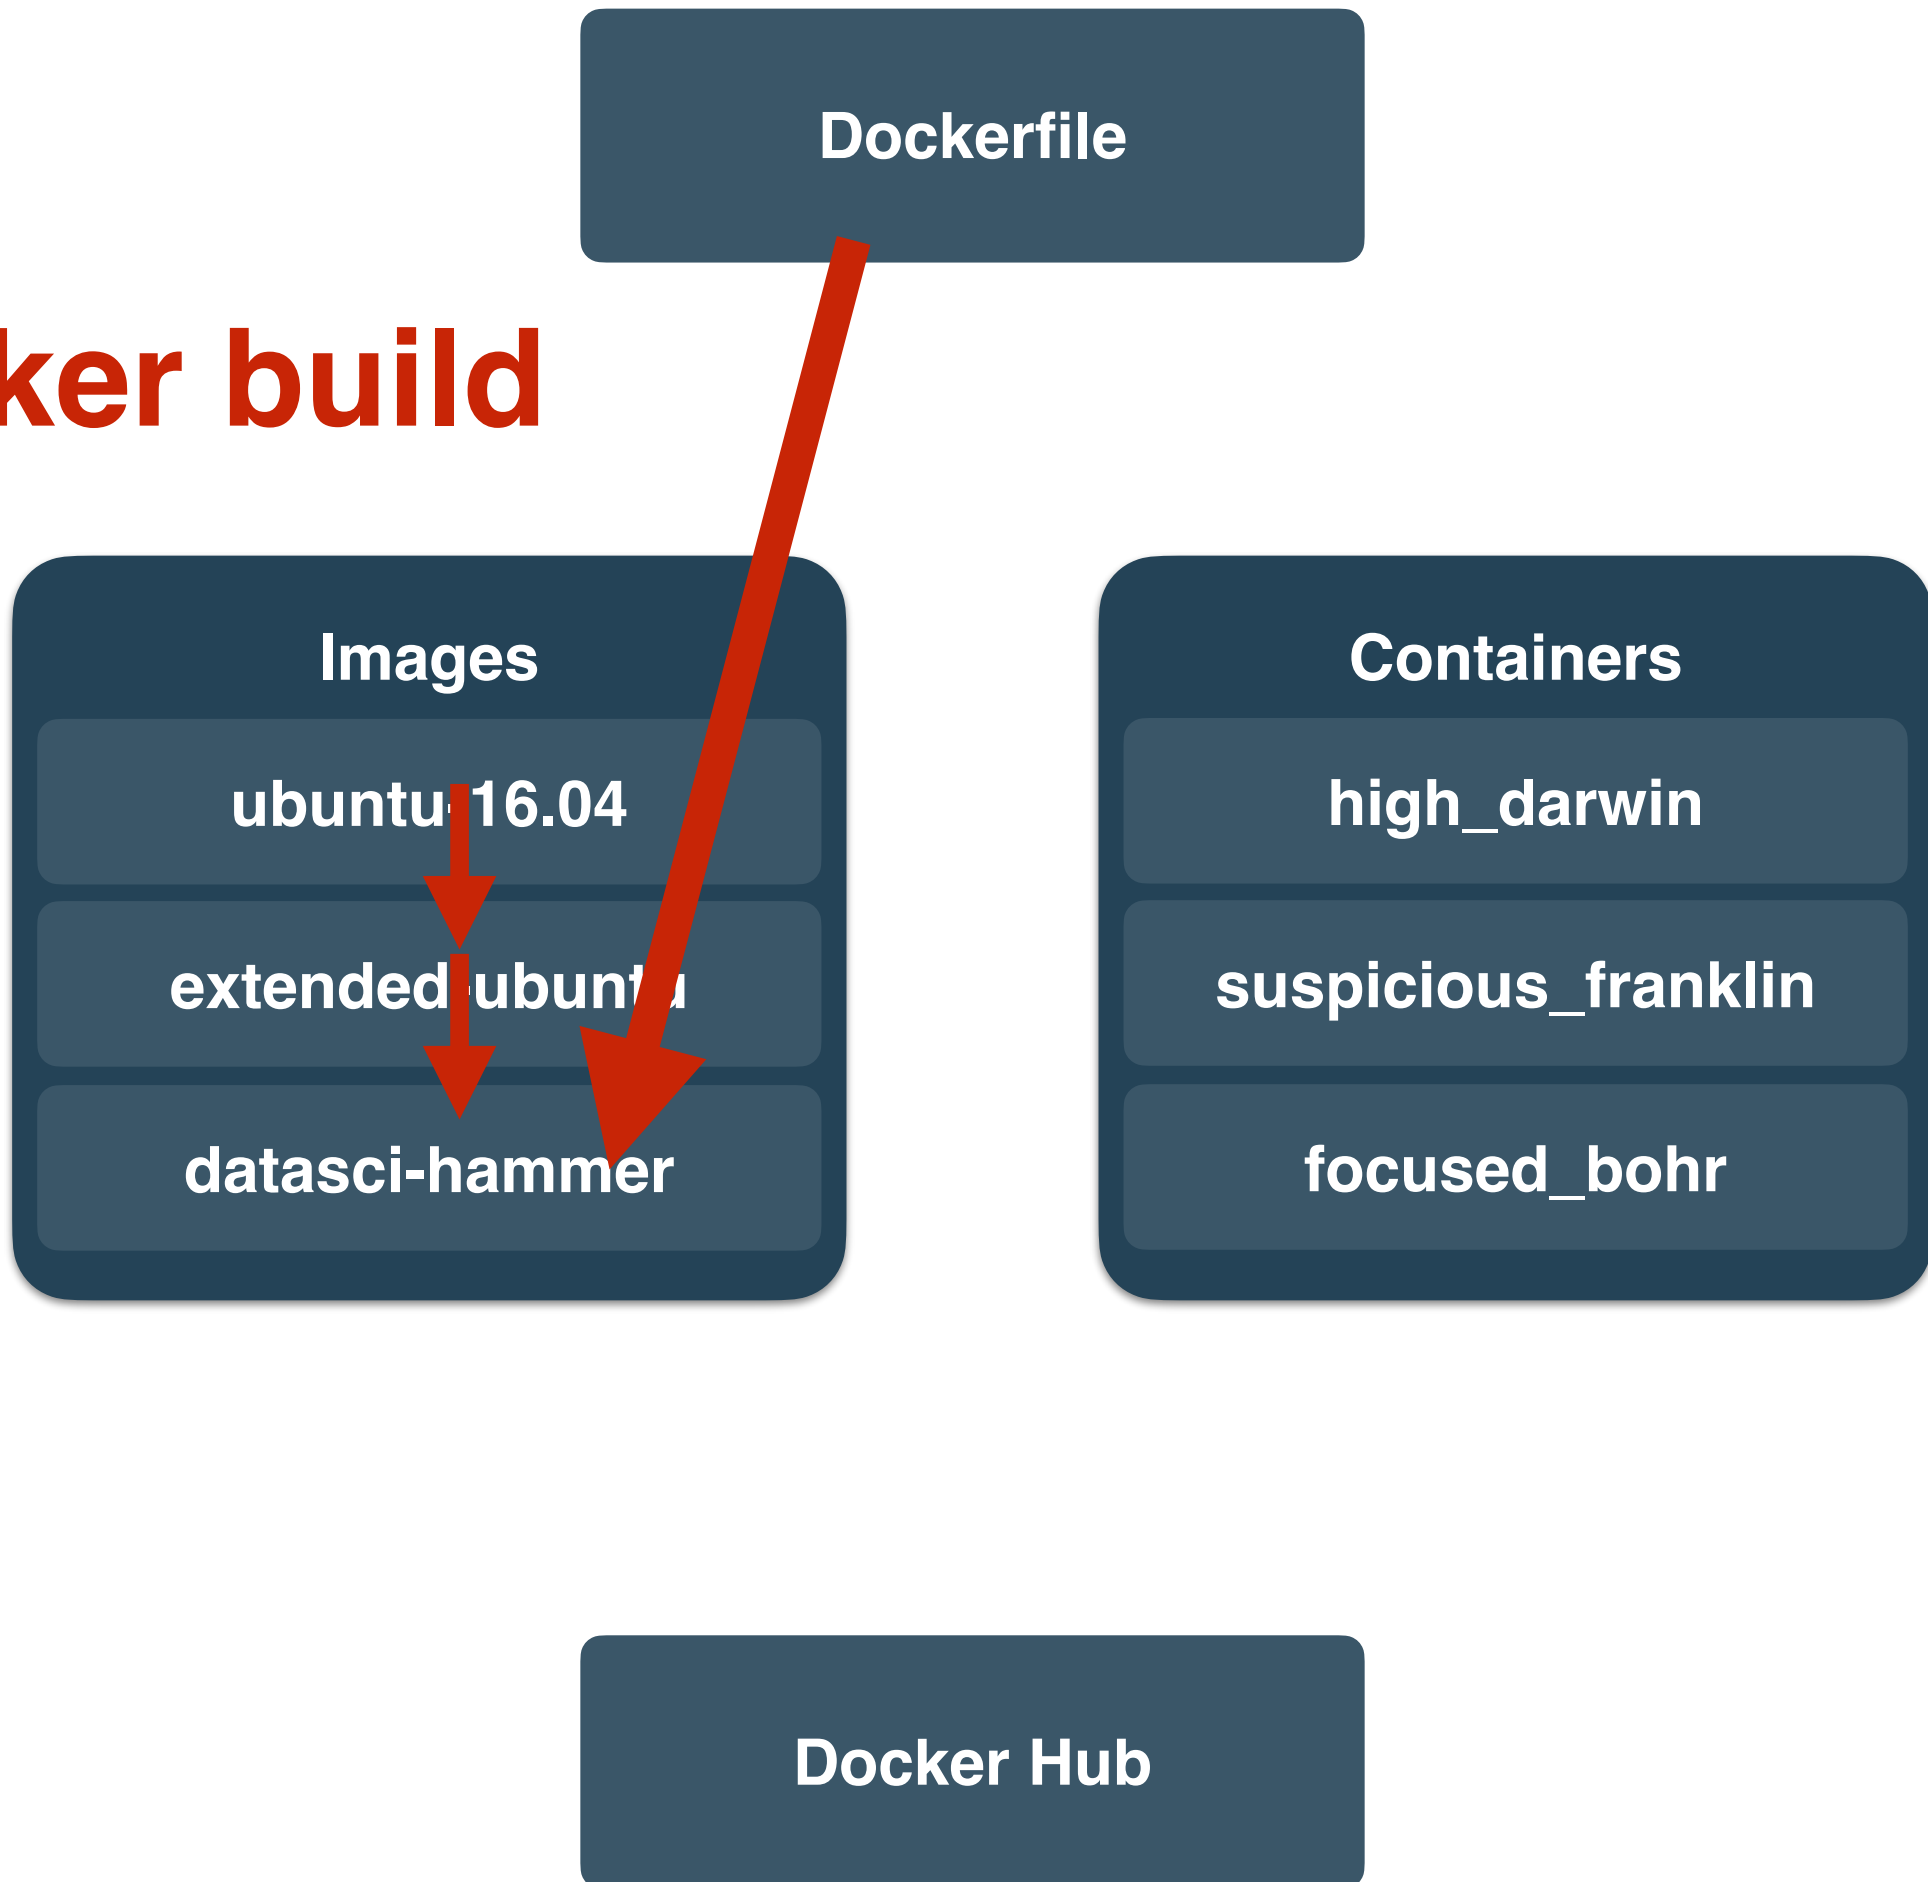 Dockerfile
ker build
Images
ubuntu-16.04
extended-ubuntu
datasci-hammer
Containers
high_darwin
suspicious_franklin
focused_bohr
Docker Hub